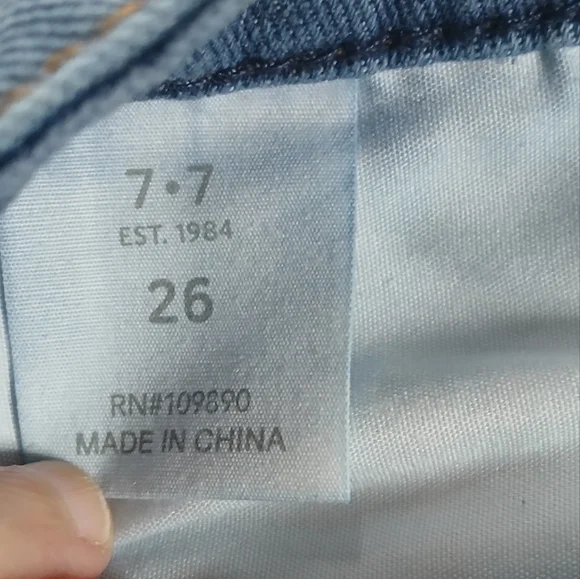 7•7
EST. 1984
26
RN#109890
MADE IN CHINA